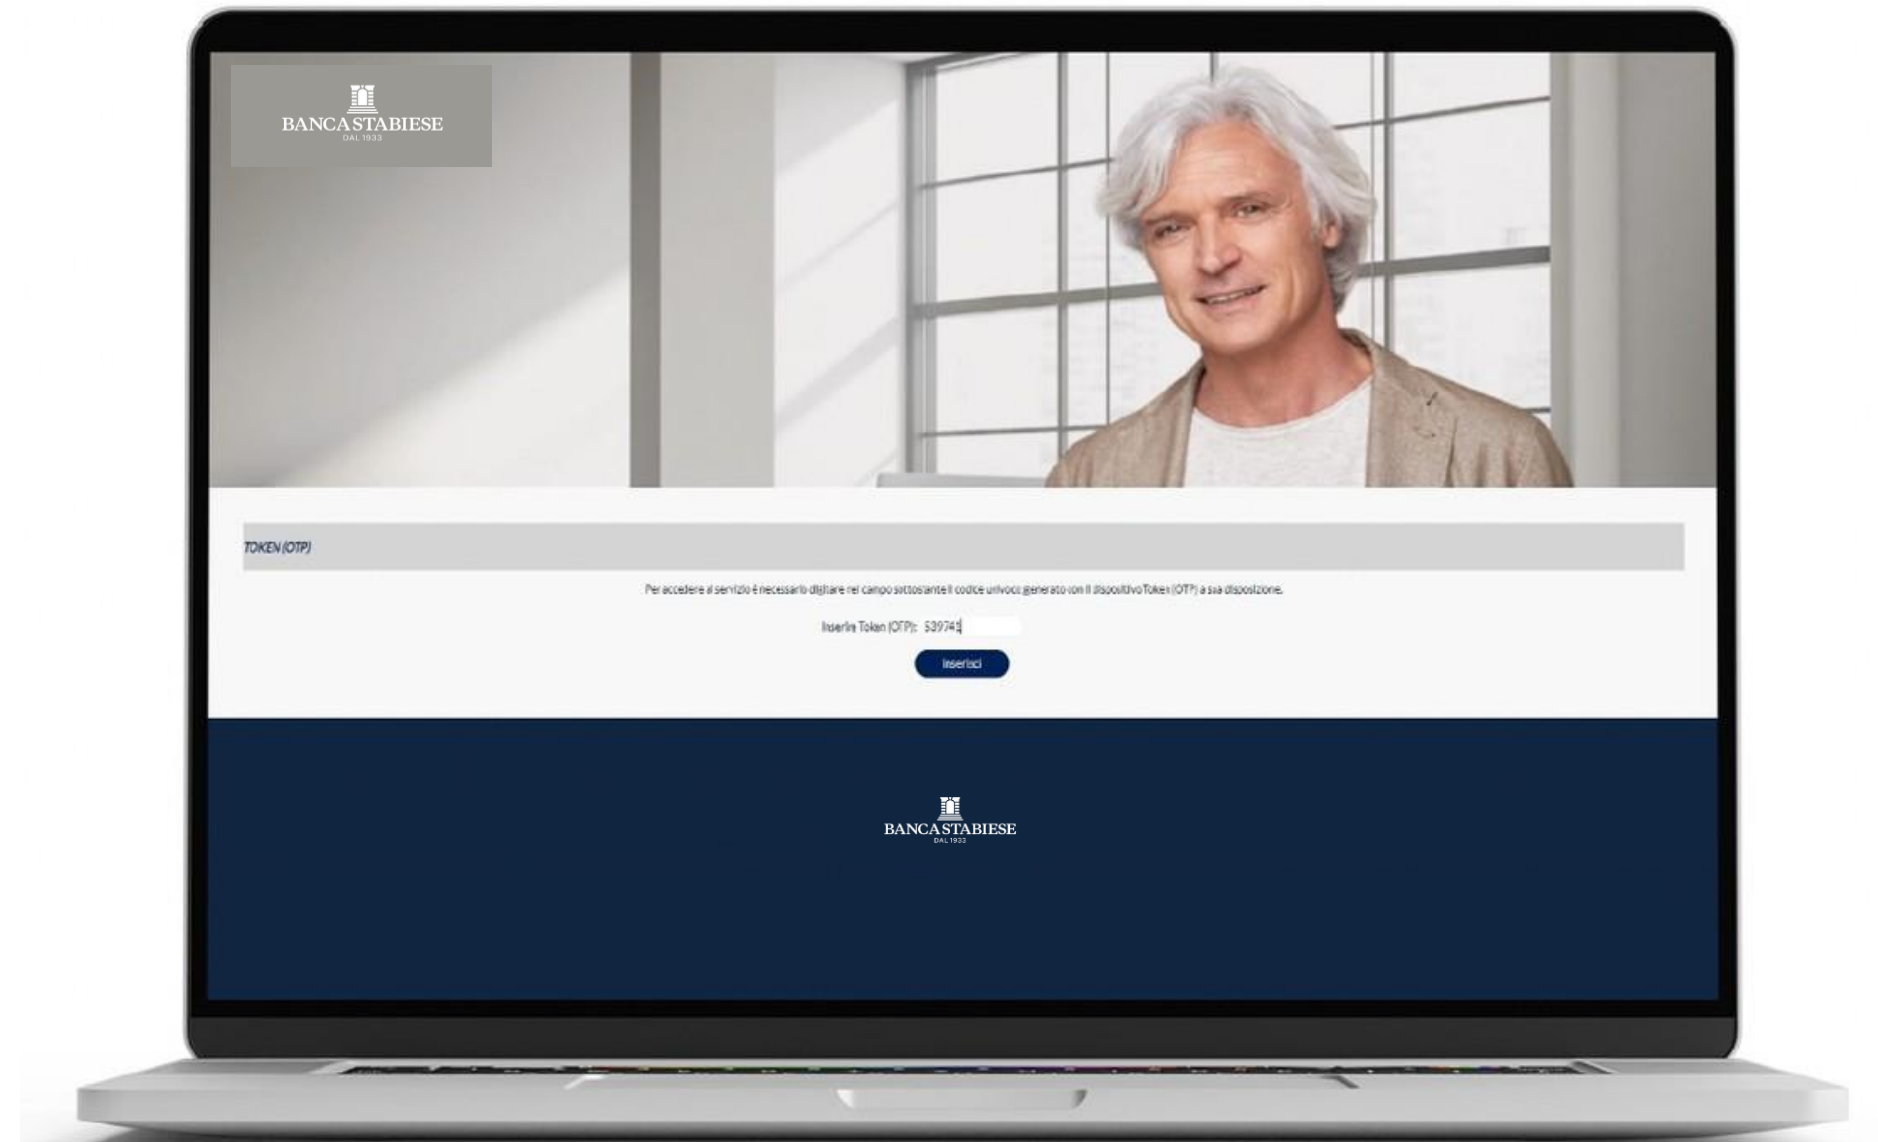 BANCA STABIESE
DAL 1933
TOKEN (OTP)
Per accedere al servizio è necessario digitare nel campo sottostante il codice univoco generato con il dispositivo Token (OTP) a sua disposizione.
Inserire Token (OTP): 539741
Inserisci
BANCA STABIESE
DAL 1933